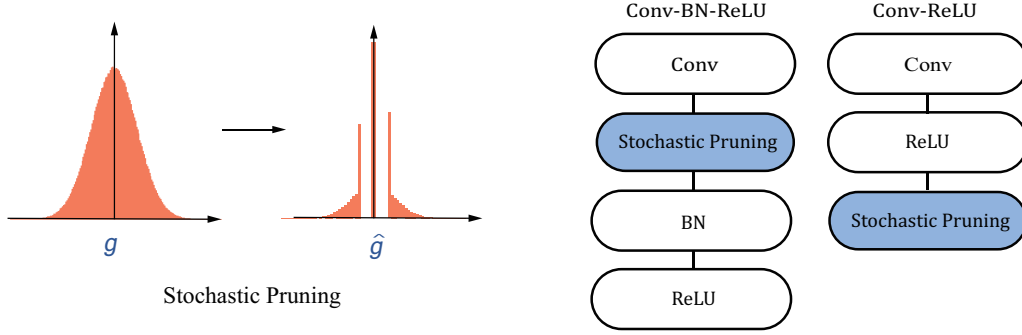 g
ĝ
Stochastic Pruning
Conv-BN-ReLU
Conv
Stochastic Pruning
BN
ReLU
Conv-ReLU
Conv
ReLU
Stochastic Pruning